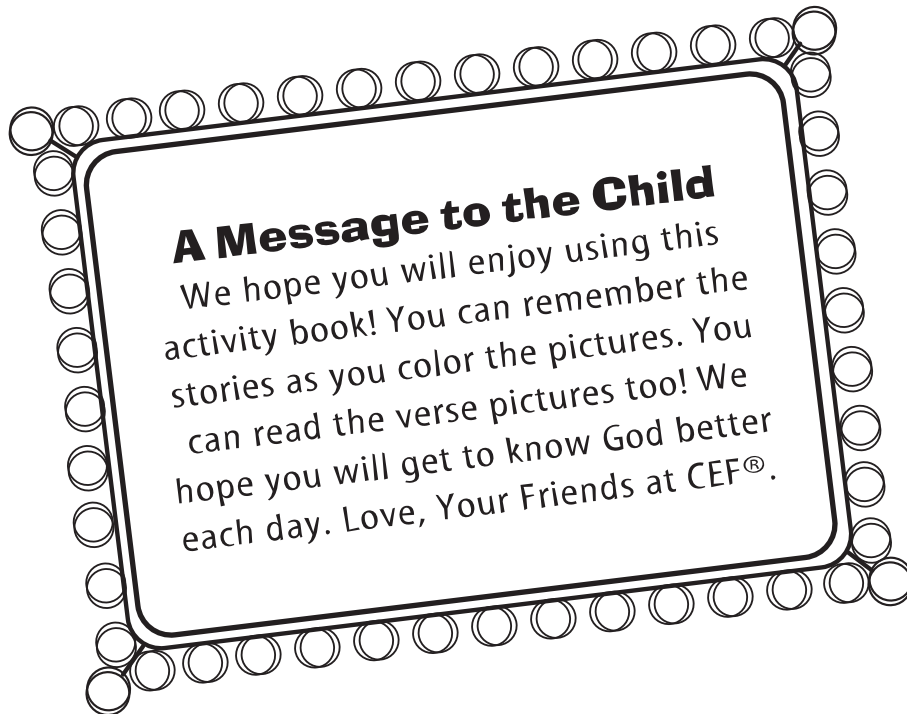 A Message to the Child
We hope you will enjoy using this
activity book! You can remember the
stories as you color the pictures. You
can read the verse pictures too! We
hope you will get to know God better
each day. Love, Your Friends at CEF®.